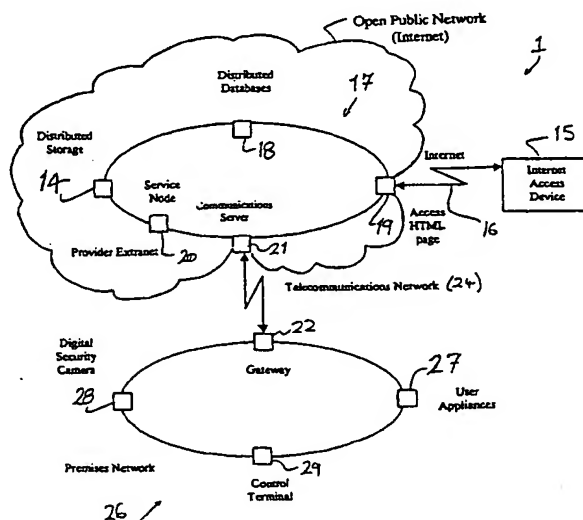 Open Public Network
(Internet)
1
Distributed
Databases
17
15
Distributed
Storage
18
Internet
Internet
Access
Device
14
Service
Node
Communications
Server
19
Access
HTML
page
16
Provider Extranet
20
21
Telecommunications Network (24)
22
Digital
Security
Camera
Gateway
27
28
User
Appliances
Premises Network
29
Control
Terminal
26